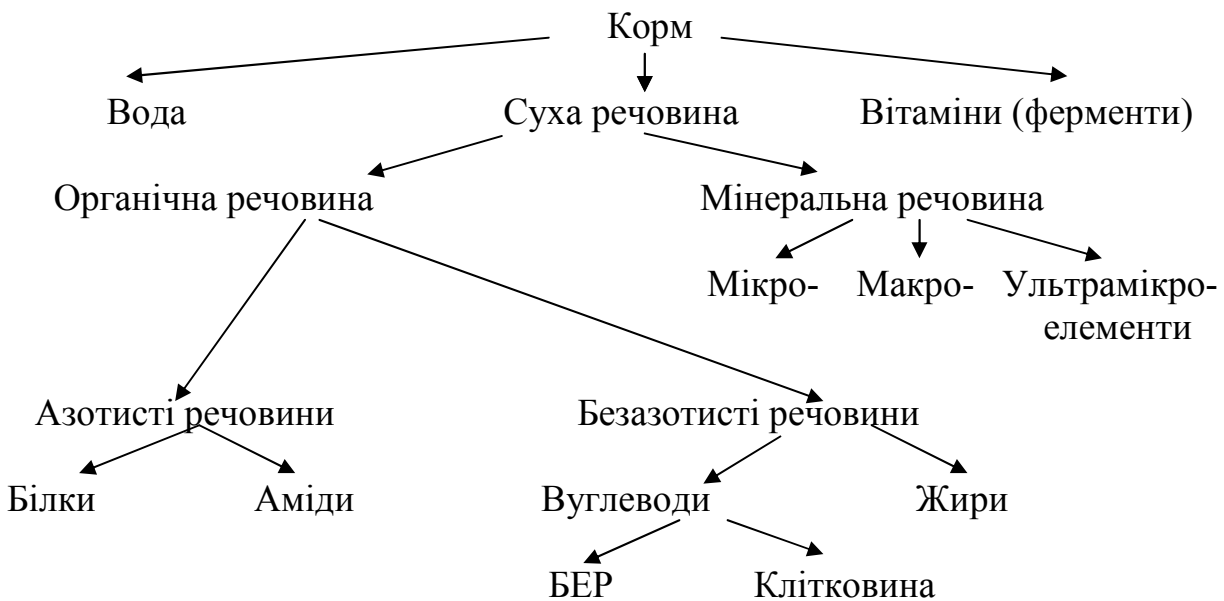 Корм
Вода Суха речовина Вітаміни (ферменти)
Органічна речовина Мінеральна речовина
Мікро- Макро- Ультрамікро-
елементи
Азотисті речовини Безазотисті речовини
Білки Аміди Вуглеводи Жири
БЕР Клітковина